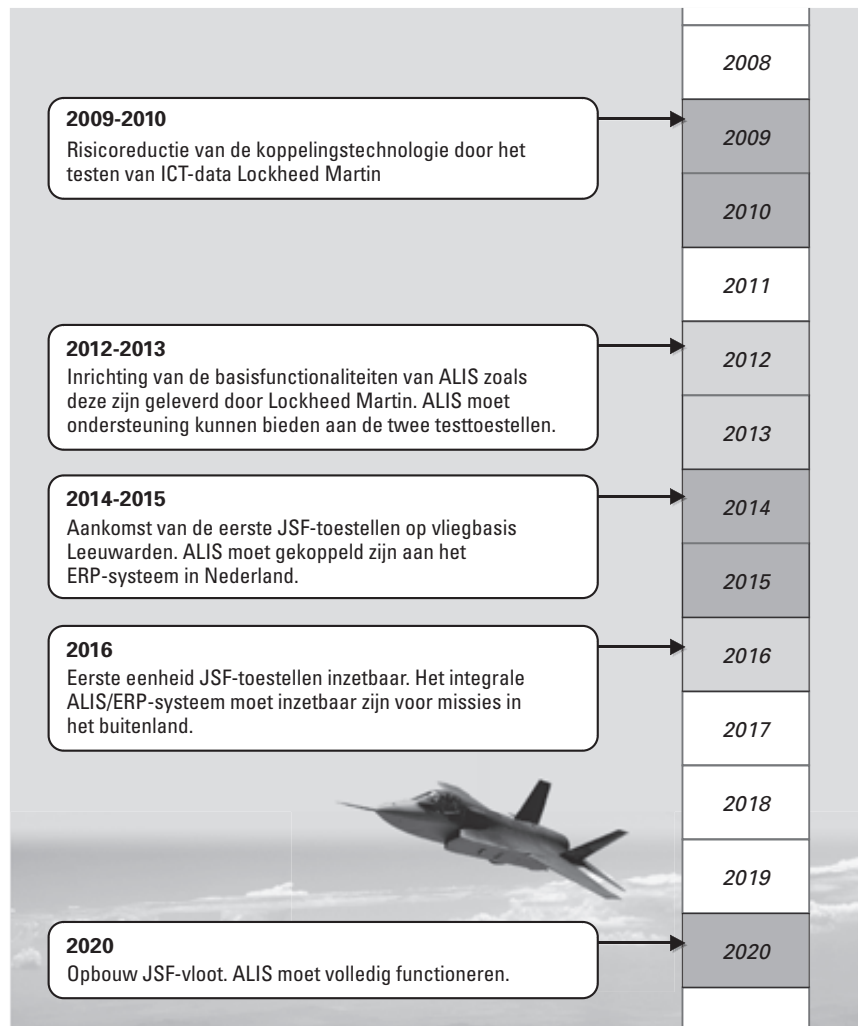 2008
2009-2010
Risicoreductie van de koppelingstechnologie door het
testen van ICT-data Lockheed Martin
2009
2010
2011
2012-2013
Inrichting van de basisfunctionaliteiten van ALIS zoals
deze zijn geleverd door Lockheed Martin. ALIS moet
ondersteuning kunnen bieden aan de twee testtoestellen.
2012
2013
2014-2015
Aankomst van de eerste JSF-toestellen op vliegbasis
Leeuwarden. ALIS moet gekoppeld zijn aan het
ERP-systeem in Nederland.
2014
2015
2016
Eerste eenheid JSF-toestellen inzetbaar. Het integrale
ALIS/ERP-systeem moet inzetbaar zijn voor missies in
het buitenland.
2016
2017
2018
2019
2020
Opbouw JSF-vloot. ALIS moet volledig functioneren.
2020